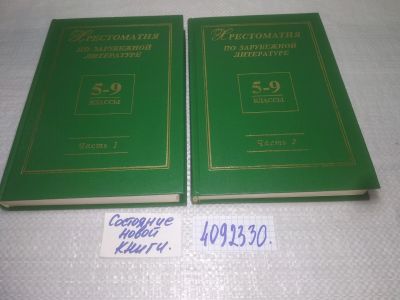 Хрестоматия
по зарубежной
литературе
5-9
классы
Часть 1
Хрестоматия
по зарубежной
литературе
5-9
классы
Часть 2
Состояние
новой
книги.
4092330.